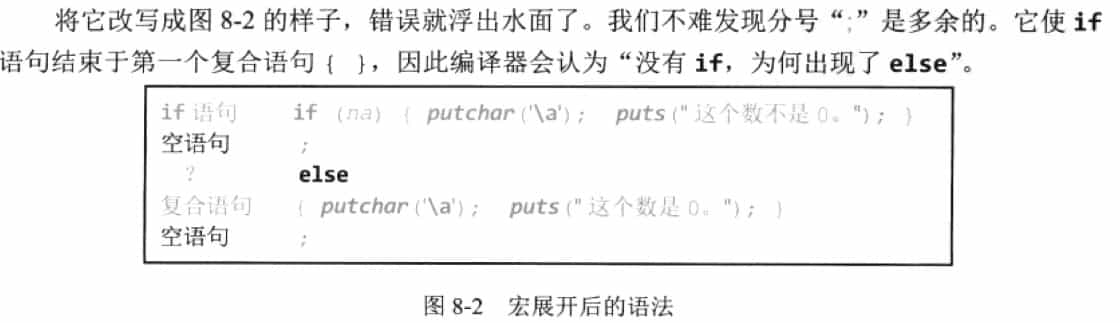 将它改写成图 8-2 的样子，错误就浮出水面了。我们不难发现分号“;”是多余的。它使 if
语句结束于第一个复合语句 { }，因此编译器会认为“没有 if，为何出现了 else”。
if 语句 if (na) { putchar('\a'); puts("这个数不是 0。"); }
空语句 ;
? else
复合语句 { putchar('\a'); puts("这个数是 0。"); }
空语句 ;
图 8-2 宏展开后的语法